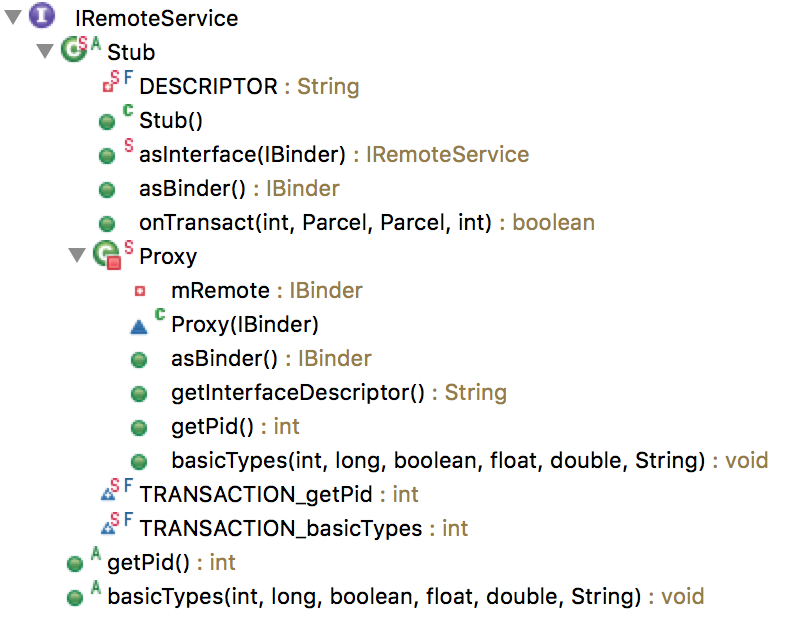 I IRemoteService
S A Stub
S F DESCRIPTOR : String
C Stub()
S asInterface(IBinder) : IRemoteService
asBinder() : IBinder
onTransact(int, Parcel, Parcel, int) : boolean
S Proxy
mRemote : IBinder
C Proxy(IBinder)
asBinder() : IBinder
getInterfaceDescriptor() : String
getPid() : int
basicTypes(int, long, boolean, float, double, String) : void
S F TRANSACTION_getPid : int
S F TRANSACTION_basicTypes : int
A getPid() : int
A basicTypes(int, long, boolean, float, double, String) : void